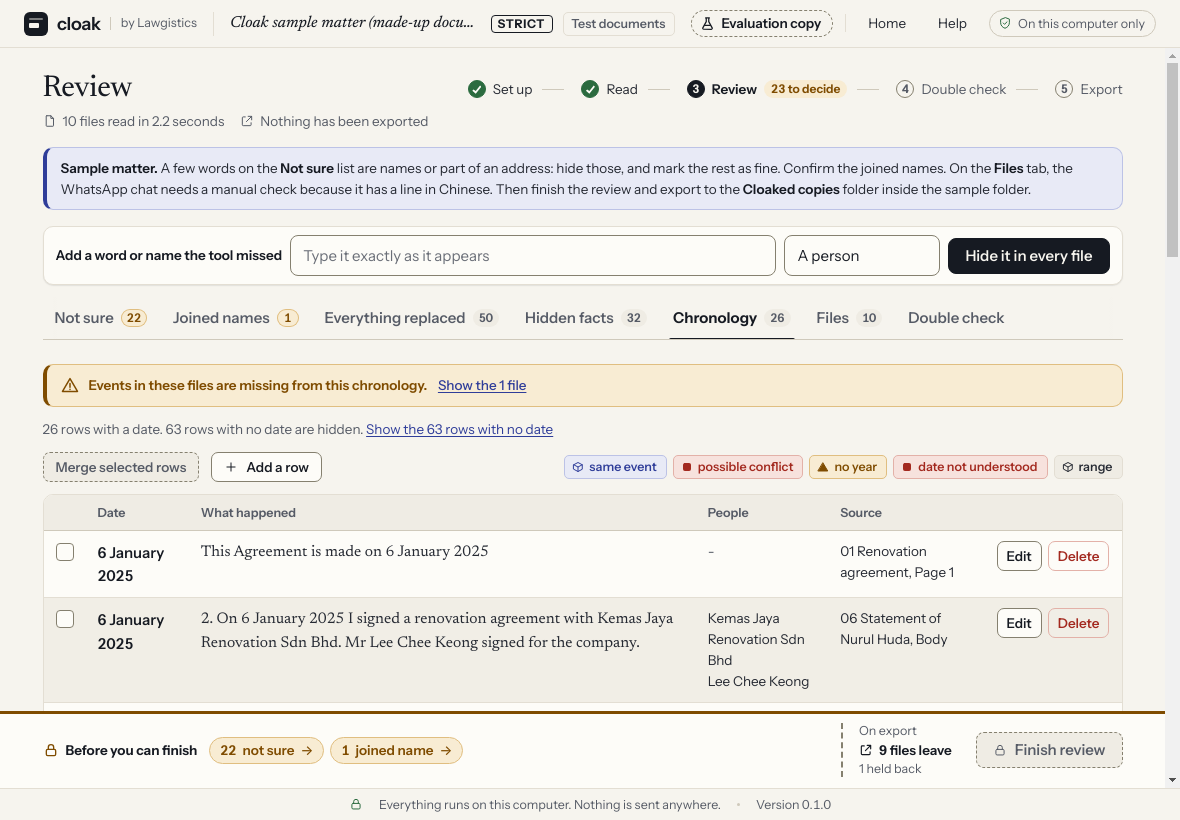 cloak
by Lawgistics
Cloak sample matter (made-up docu...
STRICT
Test documents
Evaluation copy
Home
Help
On this computer only
Review
Set up
Read
3 Review 23 to decide
4 Double check
5 Export
10 files read in 2.2 seconds
Nothing has been exported
Sample matter. A few words on the Not sure list are names or part of an address: hide those, and mark the rest as fine. Confirm the joined names. On the Files tab, the
WhatsApp chat needs a manual check because it has a line in Chinese. Then finish the review and export to the Cloaked copies folder inside the sample folder.
Add a word or name the tool missed
Type it exactly as it appears
A person
Hide it in every file
Not sure 22
Joined names 1
Everything replaced 50
Hidden facts 32
Chronology 26
Files 10
Double check
Events in these files are missing from this chronology. Show the 1 file
26 rows with a date. 63 rows with no date are hidden. Show the 63 rows with no date
Merge selected rows
+ Add a row
same event
possible conflict
no year
date not understood
range
Date
What happened
People
Source
6 January
2025
This Agreement is made on 6 January 2025
-
01 Renovation
agreement, Page 1
Edit
Delete
6 January
2025
2. On 6 January 2025 I signed a renovation agreement with Kemas Jaya
Renovation Sdn Bhd. Mr Lee Chee Keong signed for the company.
Kemas Jaya
Renovation Sdn
Bhd
Lee Chee Keong
06 Statement of
Nurul Huda, Body
Edit
Delete
Before you can finish
22 not sure →
1 joined name →
On export
9 files leave
1 held back
Finish review
Everything runs on this computer. Nothing is sent anywhere.
•
Version 0.1.0